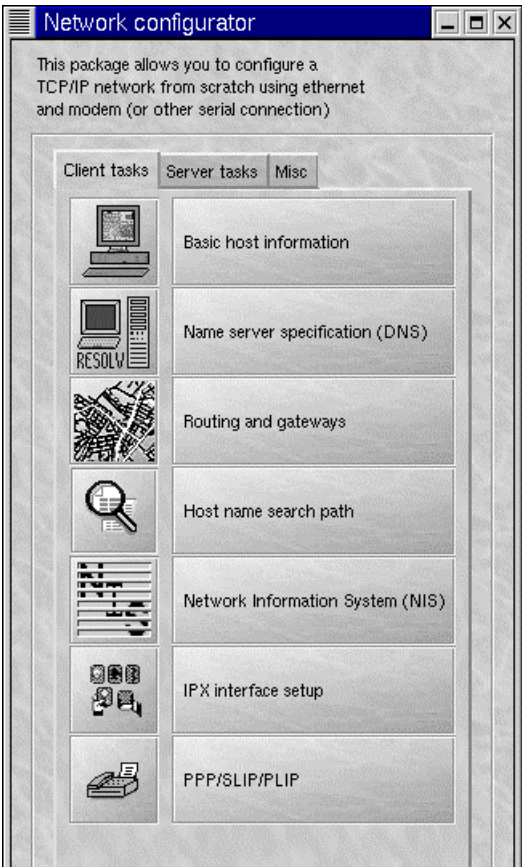 Network configurator
This package allows you to configure a
TCP/IP network from scratch using ethernet
and modem (or other serial connection)
Client tasks Server tasks Misc
Basic host information
Name server specification (DNS)
RESOLV
Routing and gateways
Host name search path
NIS
Network Information System (NIS)
IPX interface setup
PPP/SLIP/PLIP